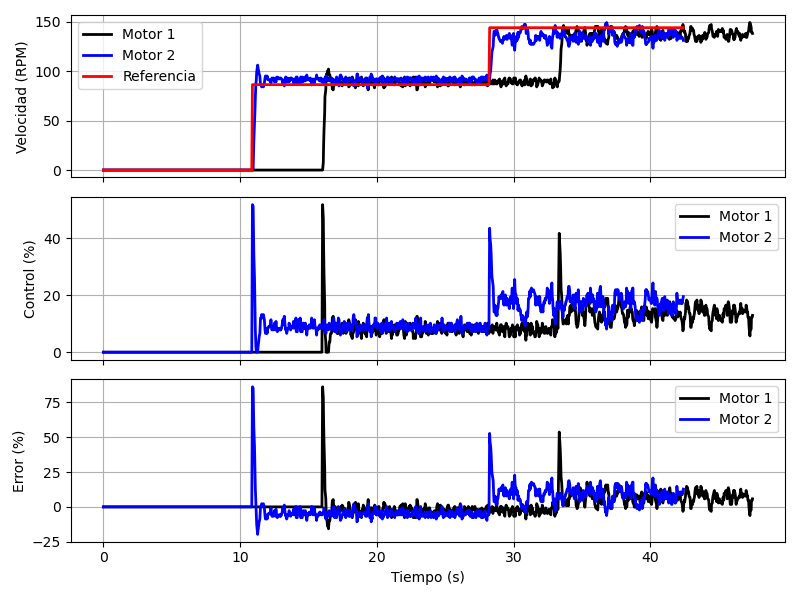 150
100
50
0
Velocidad (RPM)
Motor 1
Motor 2
Referencia
40
20
0
Control (%)
Motor 1
Motor 2
75
50
25
0
−25
Error (%)
Motor 1
Motor 2
0 10 20 30 40
Tiempo (s)